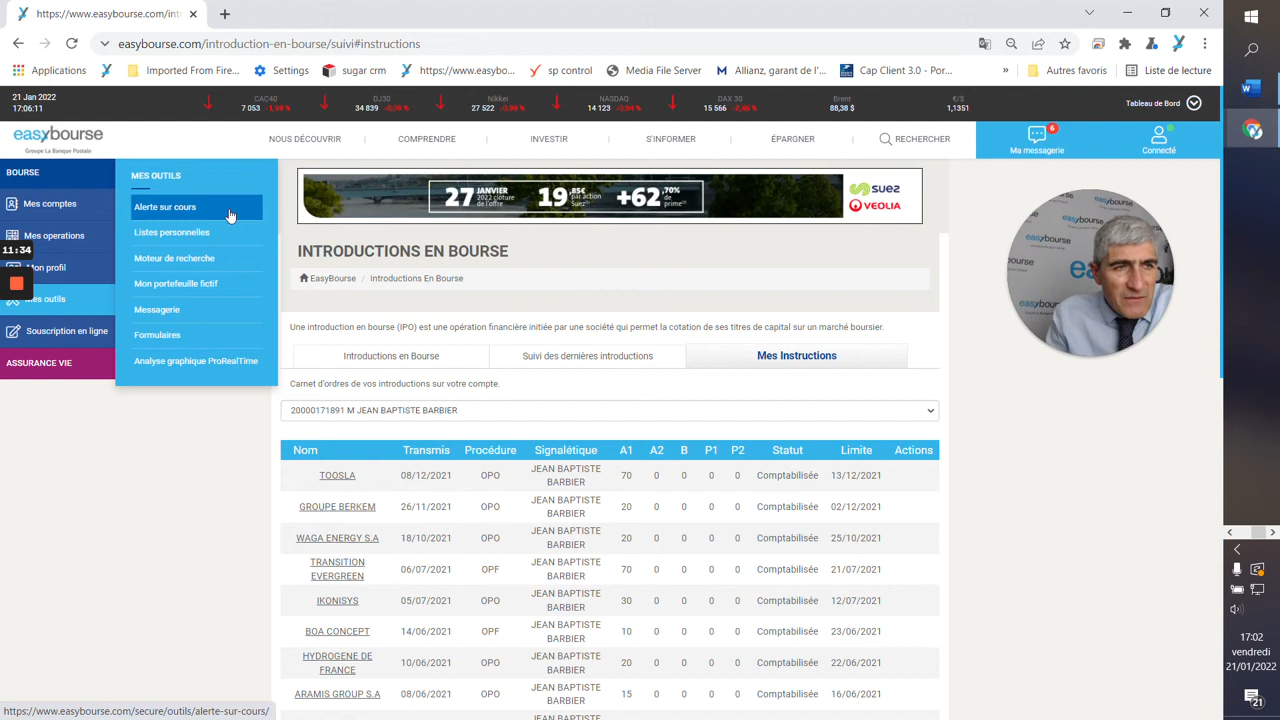 https://www.easybourse.com/int
easybourse.com/introduction-en-bourse/suivi#instructions
Applications
Imported From Fire...
Settings
sugar crm
https://www.easybo...
sp control
Media File Server
Allianz, garant de l'a...
Cap Client 3.0 - Por...
»
Autres favoris
Liste de lecture
21 Jan 2022
17:06:11
CAC40
7 053
DJ30
34 839
Nikkei
27 522
NASDAQ
14 123
DAX 30
15 566
Brent
88,38 $
€/$
1,1351
Tableau de Bord
easybourse
Groupe La Banque Postale
NOUS DÉCOUVRIR
COMPRENDRE
INVESTIR
S'INFORMER
ÉPARGNER
RECHERCHER
6
Ma messagerie
Connecté
BOURSE
Mes comptes
Mes operations
11:34
Mon profil
Mes outils
Souscription en ligne
ASSURANCE VIE
MES OUTILS
Alerte sur cours
Listes personnelles
Moteur de recherche
Mon portefeuille fictif
Messagerie
Formulaires
Analyse graphique ProRealTime
27 JANVIER 2022 clôture de l'offre
19,85€ par action Suez
+62,70% de prime
suez
VEOLIA
INTRODUCTIONS EN BOURSE
EasyBourse / Introductions En Bourse
Une introduction en bourse (IPO) est une opération financière initiée par une société qui permet la cotation de ses titres de capital sur un marché boursier.
Introductions en Bourse
Suivi des dernières introductions
Mes Instructions
Carnet d'ordres de vos introductions sur votre compte.
20000171891 M JEAN BAPTISTE BARBIER
Nom Transmis Procédure Signalétique A1 A2 B P1 P2 Statut Limite Actions
TOOSLA 08/12/2021 OPO JEAN BAPTISTE BARBIER 70 0 0 0 0 Comptabilisée 13/12/2021
GROUPE BERKEM 26/11/2021 OPO JEAN BAPTISTE BARBIER 20 0 0 0 0 Comptabilisée 02/12/2021
WAGA ENERGY S.A 18/10/2021 OPO JEAN BAPTISTE BARBIER 20 0 0 0 0 Comptabilisée 25/10/2021
TRANSITION EVERGREEN 06/07/2021 OPF JEAN BAPTISTE BARBIER 70 0 0 0 0 Comptabilisée 21/07/2021
IKONISYS 05/07/2021 OPO JEAN BAPTISTE BARBIER 30 0 0 0 0 Comptabilisée 12/07/2021
BOA CONCEPT 14/06/2021 OPF JEAN BAPTISTE BARBIER 10 0 0 0 0 Comptabilisée 23/06/2021
HYDROGENE DE FRANCE 10/06/2021 OPO JEAN BAPTISTE BARBIER 20 0 0 0 0 Comptabilisée 22/06/2021
ARAMIS GROUP S.A 08/06/2021 OPO JEAN BAPTISTE BARBIER 15 0 0 0 0 Comptabilisée 16/06/2021
https://www.easybourse.com/secure/outils/alerte-sur-cours/
17:02
vendredi
21/01/2022
21